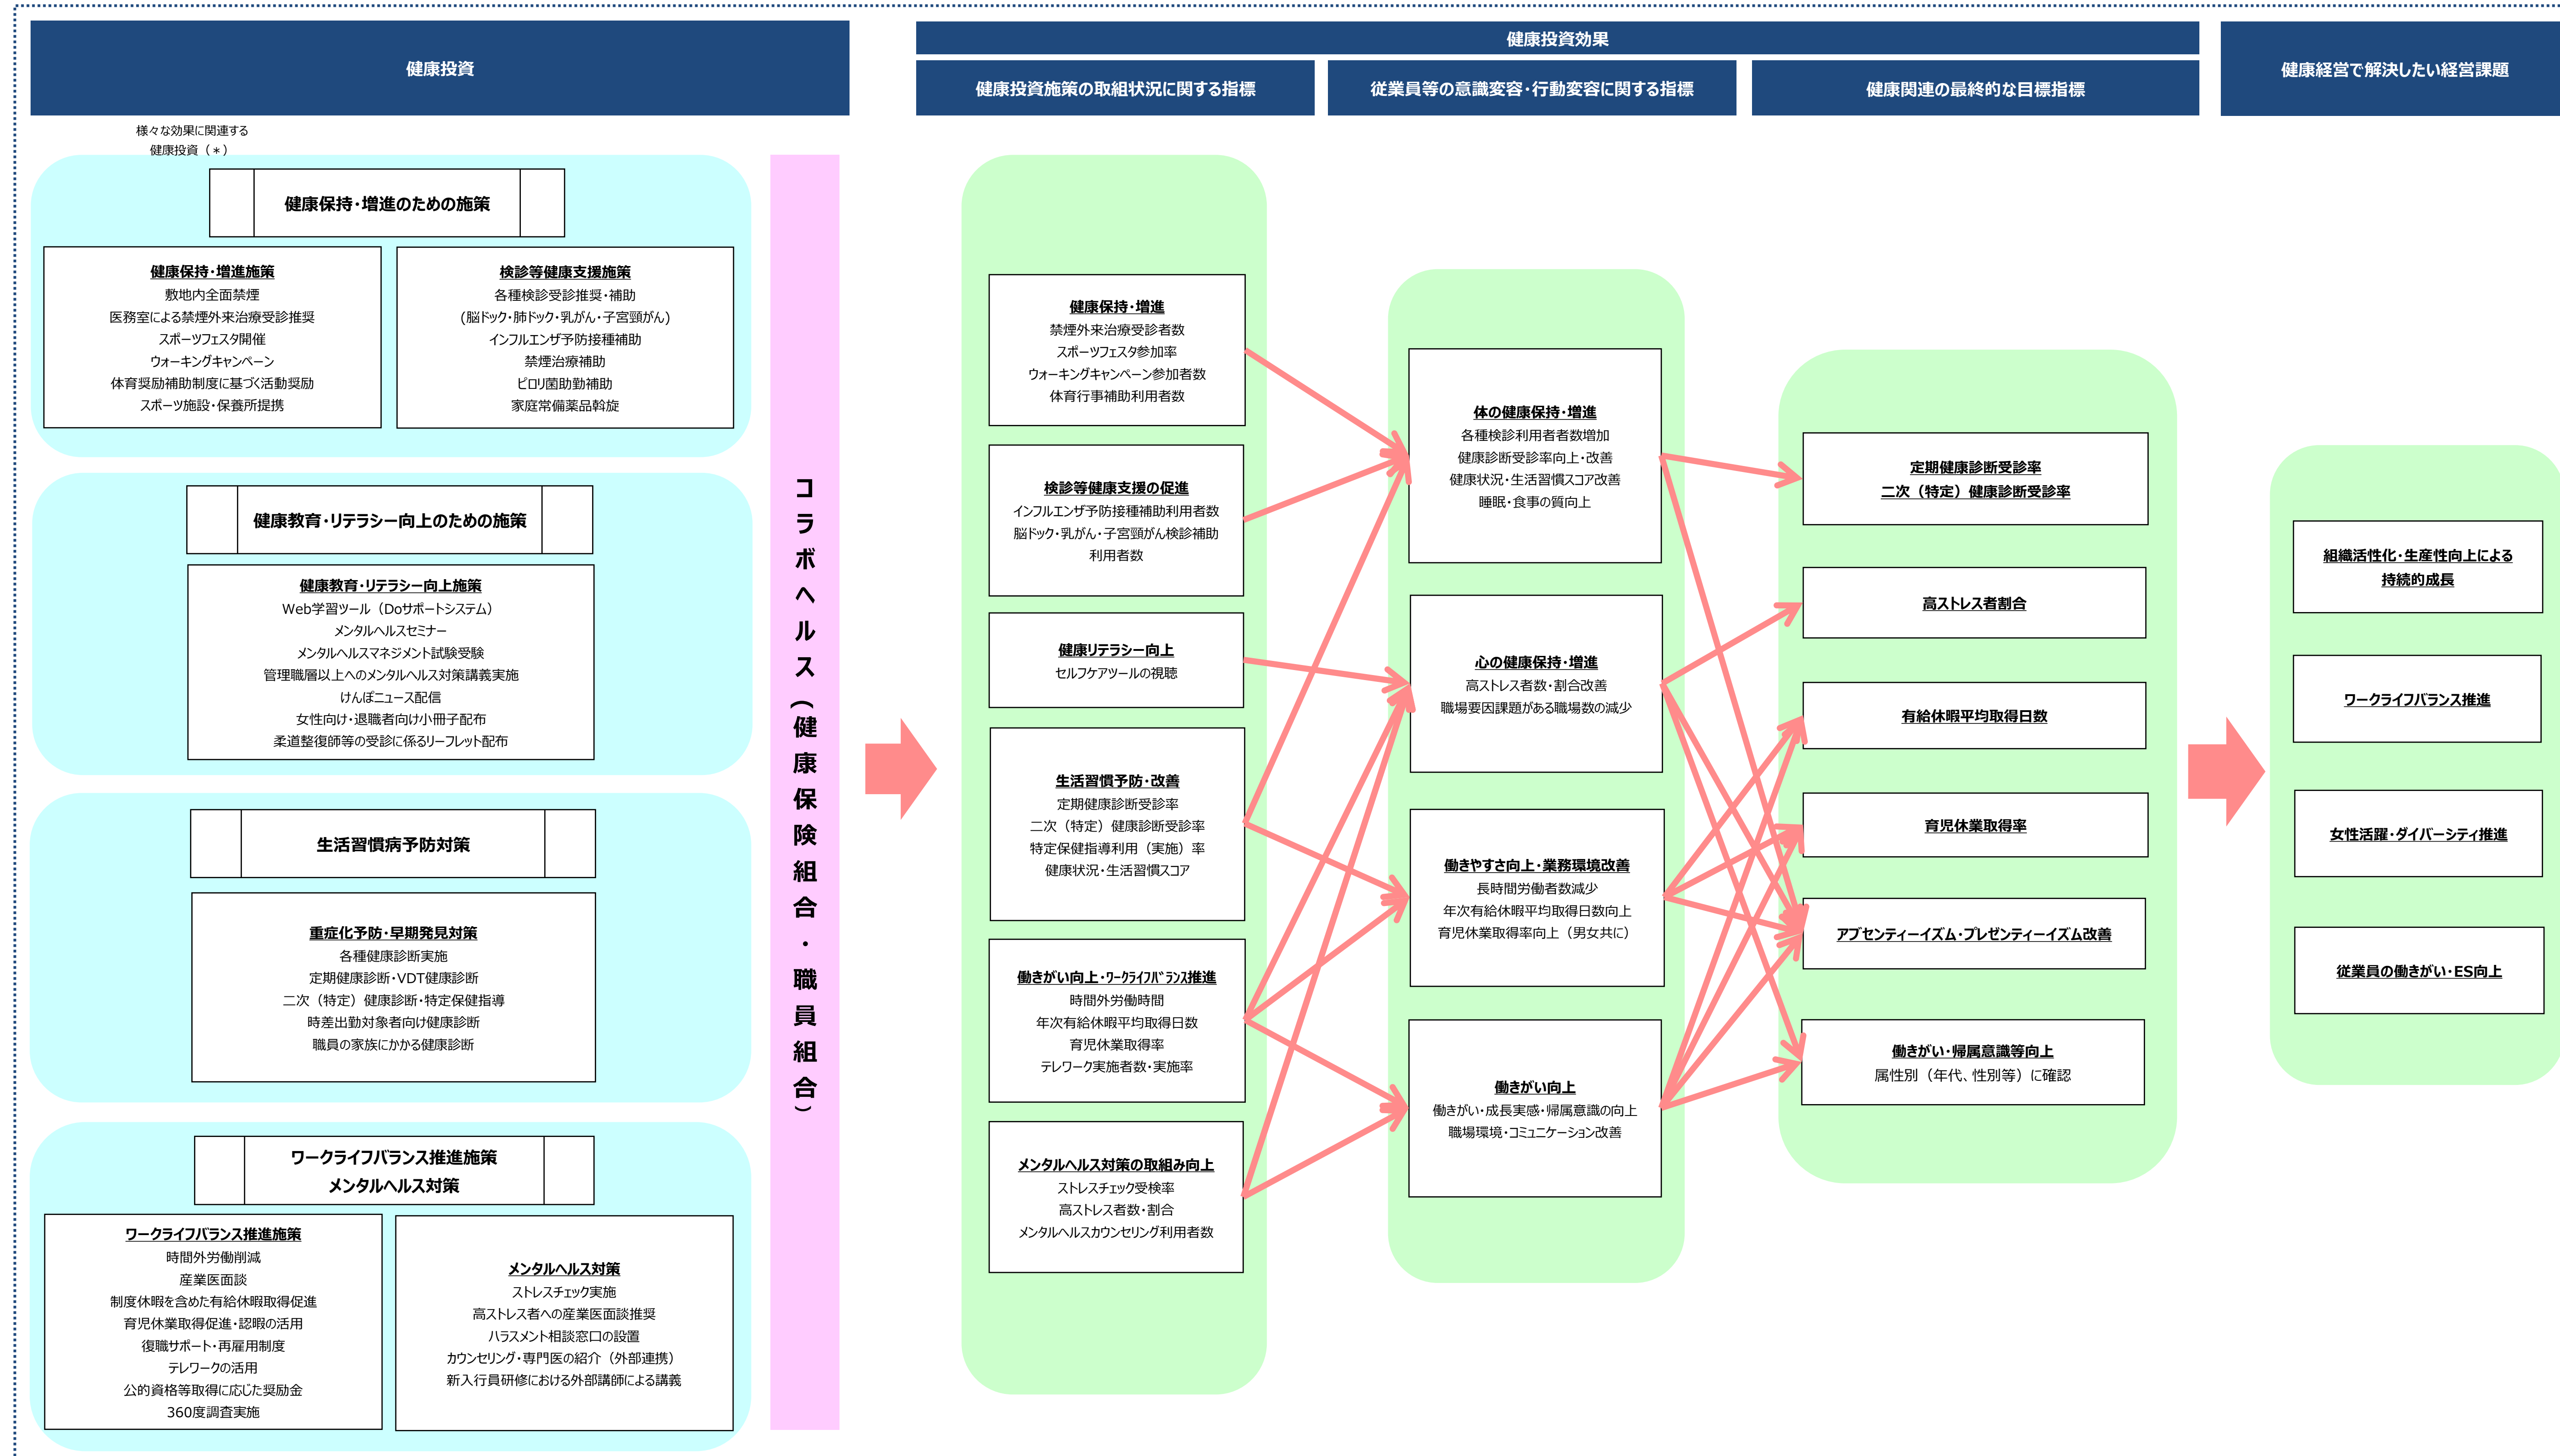 健康投資
健康投資効果
健康投資施策の取組状況に関する指標
従業員等の意識変容・行動変容に関する指標
健康関連の最終的な目標指標
健康経営で解決したい経営課題
様々な効果に関連する
健康投資（＊）
健康保持・増進のための施策
健康保持・増進施策
敷地内全面禁煙
医務室による禁煙外来治療受診推奨
スポーツフェスタ開催
ウォーキングキャンペーン
体育奨励補助制度に基づく活動奨励
スポーツ施設・保養所提携
検診等健康支援施策
各種検診受診推奨・補助
(脳ドック・肺ドック・乳がん・子宮頸がん)
インフルエンザ予防接種補助
禁煙治療補助
ピロリ菌助勤補助
家庭常備薬品斡旋
健康教育・リテラシー向上のための施策
健康教育・リテラシー向上施策
Web学習ツール（Doサポートシステム）
メンタルヘルスセミナー
メンタルヘルスマネジメント試験受験
管理職層以上へのメンタルヘルス対策講義実施
けんぽニュース配信
女性向け・退職者向け小冊子配布
柔道整復師等の受診に係るリーフレット配布
生活習慣病予防対策
重症化予防・早期発見対策
各種健康診断実施
定期健康診断・VDT健康診断
二次（特定）健康診断・特定保健指導
時差出勤対象者向け健康診断
職員の家族にかかる健康診断
ワークライフバランス推進施策
メンタルヘルス対策
ワークライフバランス推進施策
時間外労働削減
産業医面談
制度休暇を含めた有給休暇取得促進
育児休業取得促進・認暇の活用
復職サポート・再雇用制度
テレワークの活用
公的資格等取得に応じた奨励金
360度調査実施
メンタルヘルス対策
ストレスチェック実施
高ストレス者への産業医面談推奨
ハラスメント相談窓口の設置
カウンセリング・専門医の紹介（外部連携）
新入行員研修における外部講師による講義
コラボヘルス(健康保険組合・職員組合)
健康保持・増進
禁煙外来治療受診者数
スポーツフェスタ参加率
ウォーキングキャンペーン参加者数
体育行事補助利用者数
検診等健康支援の促進
インフルエンザ予防接種補助利用者数
脳ドック・乳がん・子宮頸がん検診補助
利用者数
健康リテラシー向上
セルフケアツールの視聴
生活習慣予防・改善
定期健康診断受診率
二次（特定）健康診断受診率
特定保健指導利用（実施）率
健康状況・生活習慣スコア
働きがい向上・ﾜｰｸﾗｲﾌﾊﾞﾗﾝｽ推進
時間外労働時間
年次有給休暇平均取得日数
育児休業取得率
テレワーク実施者数・実施率
メンタルヘルス対策の取組み向上
ストレスチェック受検率
高ストレス者数・割合
メンタルヘルスカウンセリング利用者数
体の健康保持・増進
各種検診利用者者数増加
健康診断受診率向上・改善
健康状況・生活習慣スコア改善
睡眠・食事の質向上
心の健康保持・増進
高ストレス者数・割合改善
職場要因課題がある職場数の減少
働きやすさ向上・業務環境改善
長時間労働者数減少
年次有給休暇平均取得日数向上
育児休業取得率向上（男女共に）
働きがい向上
働きがい・成長実感・帰属意識の向上
職場環境・コミュニケーション改善
定期健康診断受診率
二次（特定）健康診断受診率
高ストレス者割合
有給休暇平均取得日数
育児休業取得率
アブセンティーイズム・プレゼンティーイズム改善
働きがい・帰属意識等向上
属性別（年代、性別等）に確認
組織活性化・生産性向上による
持続的成長
ワークライフバランス推進
女性活躍・ダイバーシティ推進
従業員の働きがい・ES向上